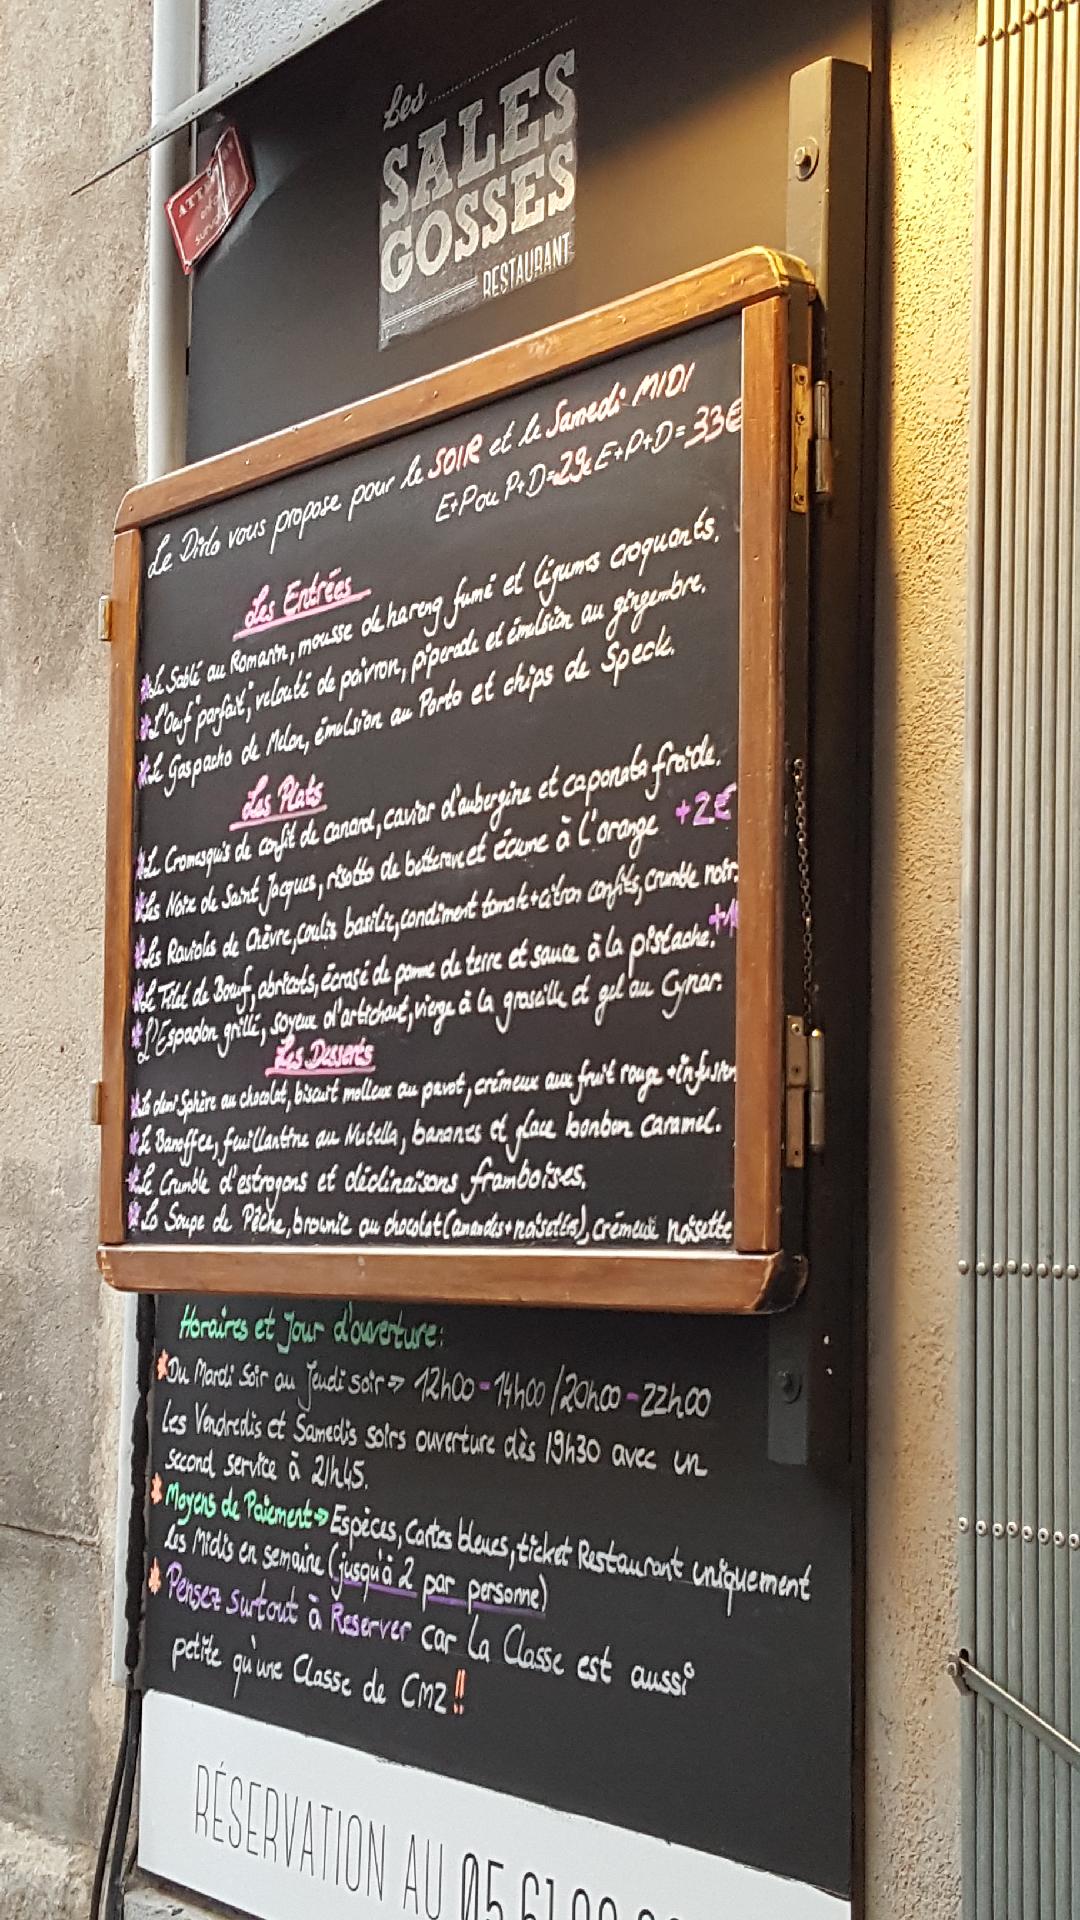 Les
SALES
GOSSES
RESTAURANT
Le Dirlo vous propose pour le SOIR et le Samedi MIDI
E+P ou P+D=29€ E+P+D=33€
Les Entrées
Le Sablé au Romarin, mousse de hareng fumé et légumes croquants.
L'Oeuf "parfait", velouté de poivron, piperade et émulsion au gingembre.
Le Gaspacho de Melon, émulsion au Porto et chips de Speck.
Les Plats
Le Cromesquis de confit de canard, caviar d'aubergine et caponata froide.
Les Noix de Saint Jacques, risotto de betterave et écume à l'orange +2€
Les Ravioles de Chèvre, coulis basilic, condiment tomate+citron confits, crumble noir.
Le Filet de Boeuf, abricots, écrasé de pomme de terre et sauce à la pistache.
L'Espadon grillé, soyeux d'artichaut, vierge à la groseille et gel au Cynar.
Les Desserts
La demi Sphère au chocolat, biscuit moelleux au pavot, crémeux aux fruit rouge + infusion
Le Banoffee, feuillantine au Nutella, bananes et glace bonbon caramel.
Le Crumble d'estragons et déclinaisons framboises.
La Soupe de Pêche, brownie au chocolat (amandes+noisettes), crémeux noisette
Horaires et Jour d'ouverture:
Du Mardi Soir au Jeudi soir => 12h00-14h00/20h00-22h00
Les Vendredis et Samedis soirs ouverture dès 19h30 avec un
second service à 21h45.
Moyens de Paiement => Espèces, Cartes bleues, ticket Restaurant uniquement
les Midis en semaine (jusqu'à 2 par personne)
Pensez surtout à Reserver car La Classe est aussi
petite qu'une Classe de CM2 !!
RÉSERVATION AU 05 61